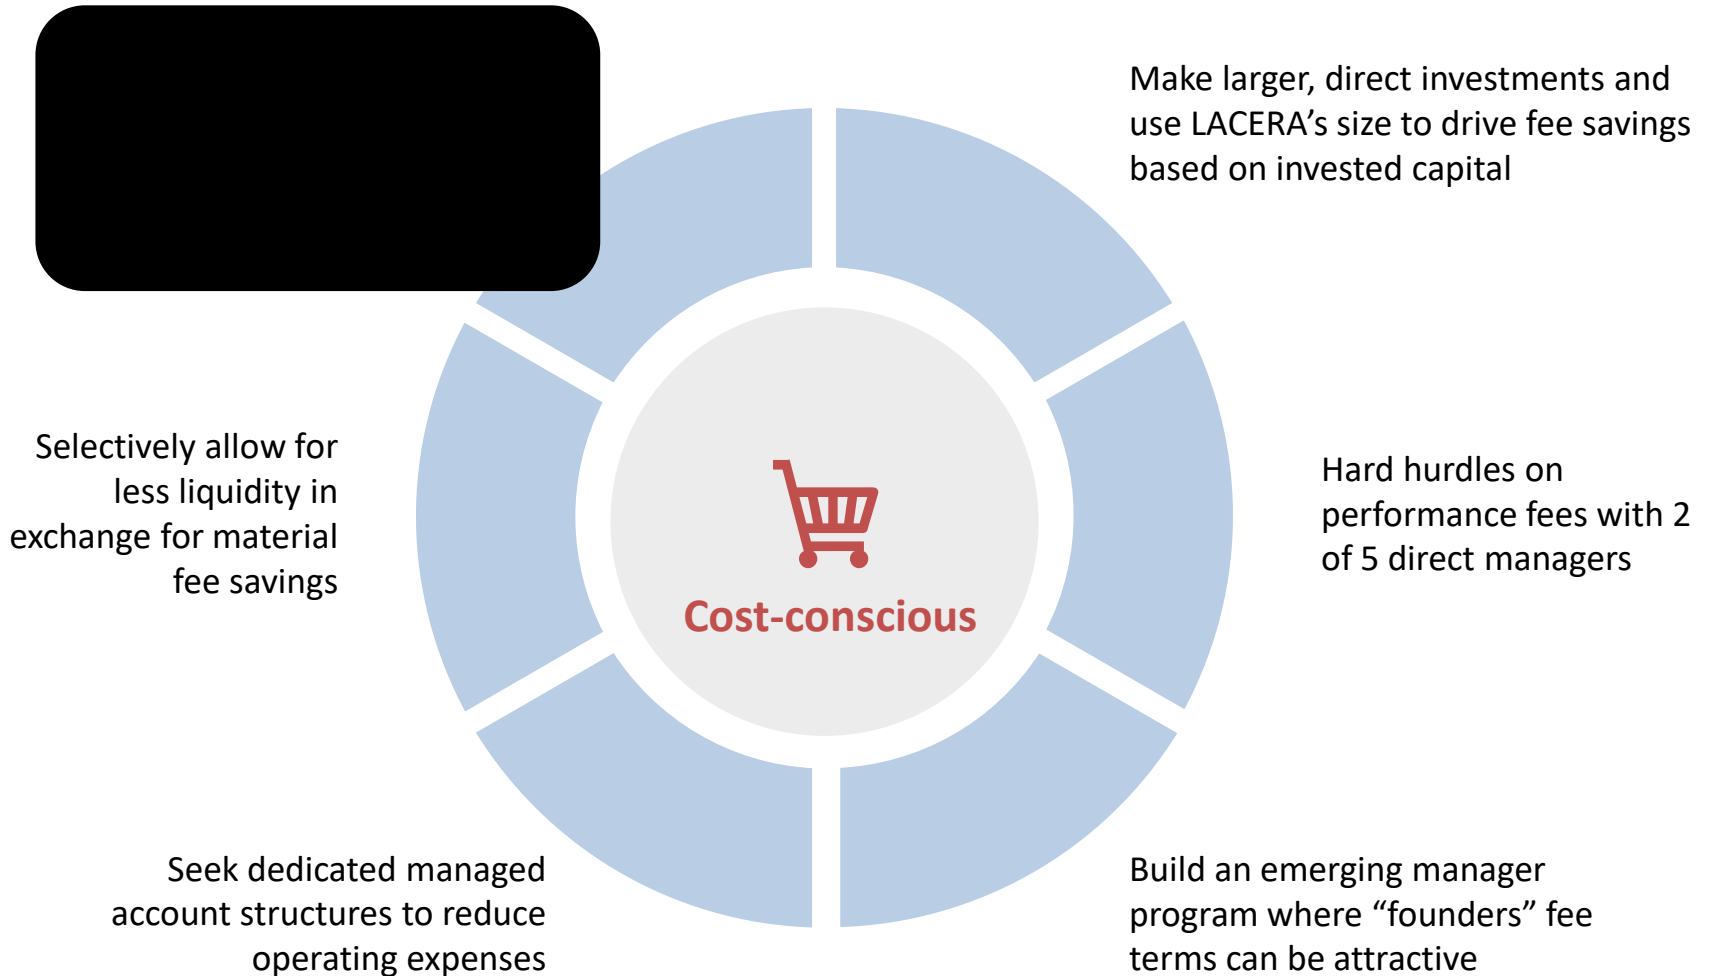 Make larger, direct investments and
use LACERA’s size to drive fee savings
based on invested capital
Hard hurdles on
performance fees with 2
of 5 direct managers
Build an emerging manager
program where “founders” fee
terms can be attractive
Seek dedicated managed
account structures to reduce
operating expenses
Selectively allow for
less liquidity in
exchange for material
fee savings
Cost-conscious